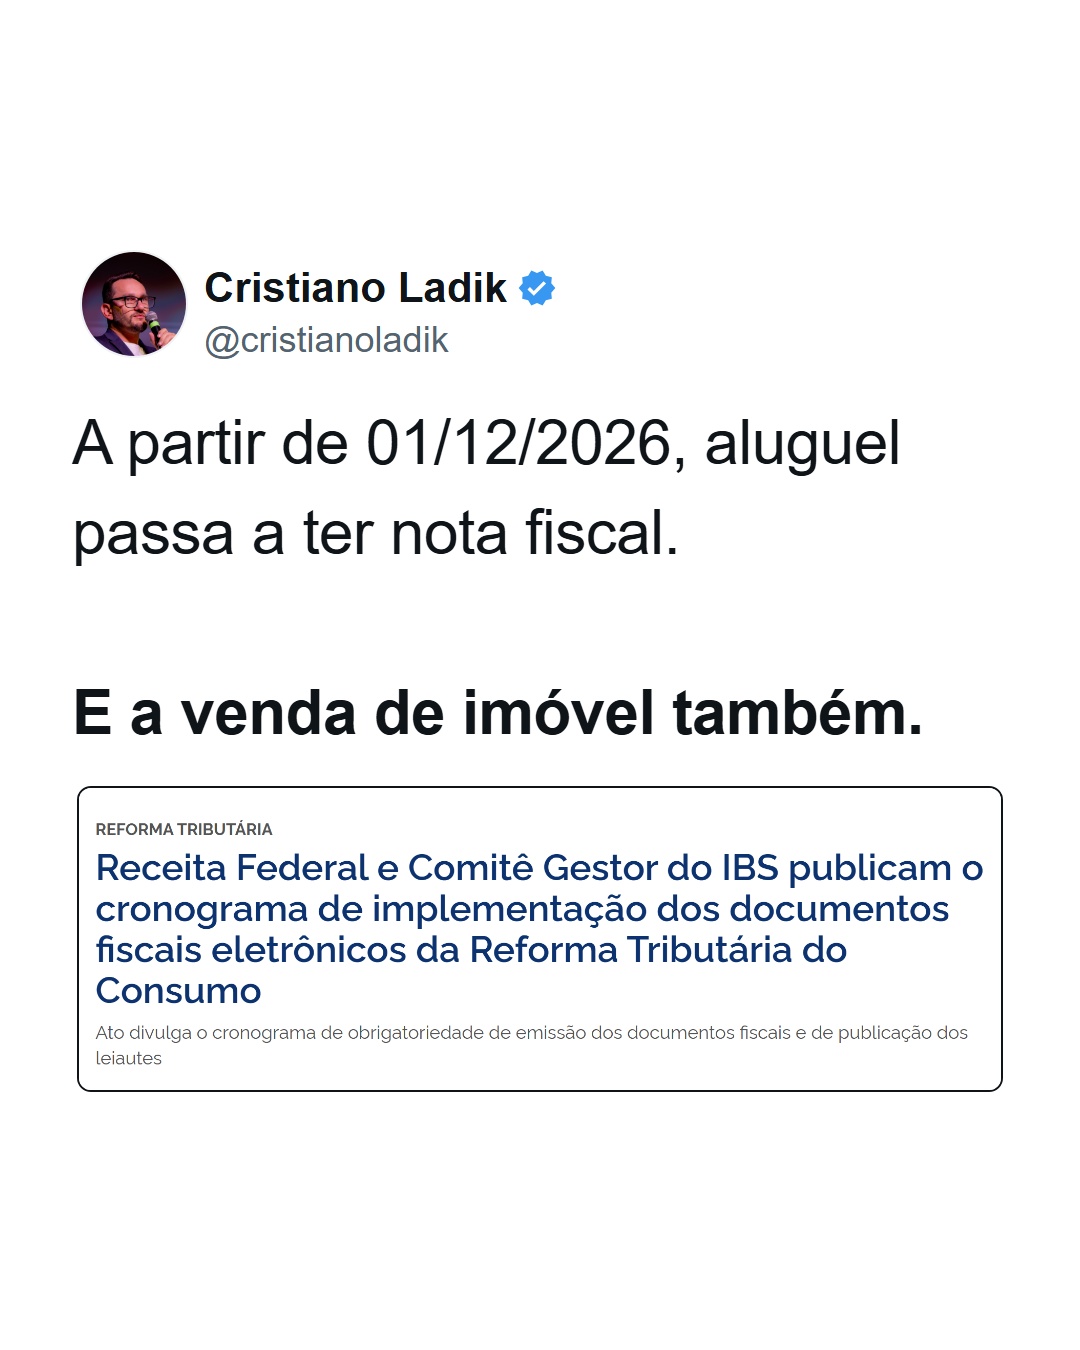 Cristiano Ladik
@cristianoladik
A partir de 01/12/2026, aluguel
passa a ter nota fiscal.
E a venda de imóvel também.
REFORMA TRIBUTÁRIA
Receita Federal e Comitê Gestor do IBS publicam o
cronograma de implementação dos documentos
fiscais eletrônicos da Reforma Tributária do
Consumo
Ato divulga o cronograma de obrigatoriedade de emissão dos documentos fiscais e de publicação dos
leiautes